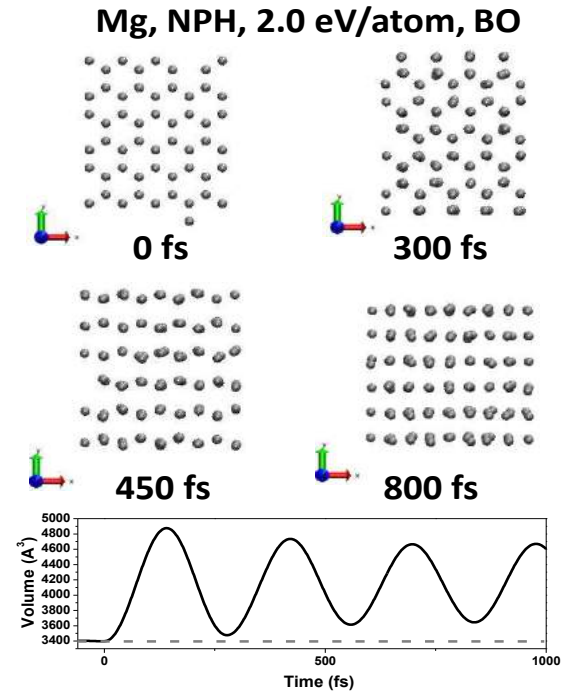 Mg, NPH, 2.0 eV/atom, BO
y
x
0 fs
y
x
300 fs
y
x
450 fs
y
x
800 fs
Volume (A³)
5000
4800
4600
4400
4200
4000
3800
3600
3400
0
500
1000
Time (fs)